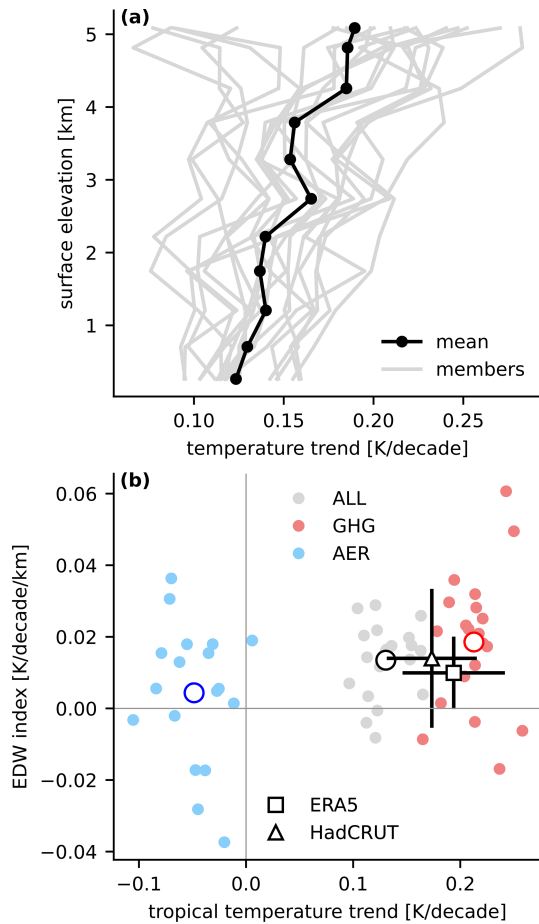 (a)
5
4
3
2
1
surface elevation [km]
mean
members
0.10 0.15 0.20 0.25
temperature trend [K/decade]
(b)
0.06
0.04
0.02
0.00
−0.02
−0.04
EDW index [K/decade/km]
ALL
GHG
AER
ERA5
HadCRUT
−0.1 0.0 0.1 0.2
tropical temperature trend [K/decade]